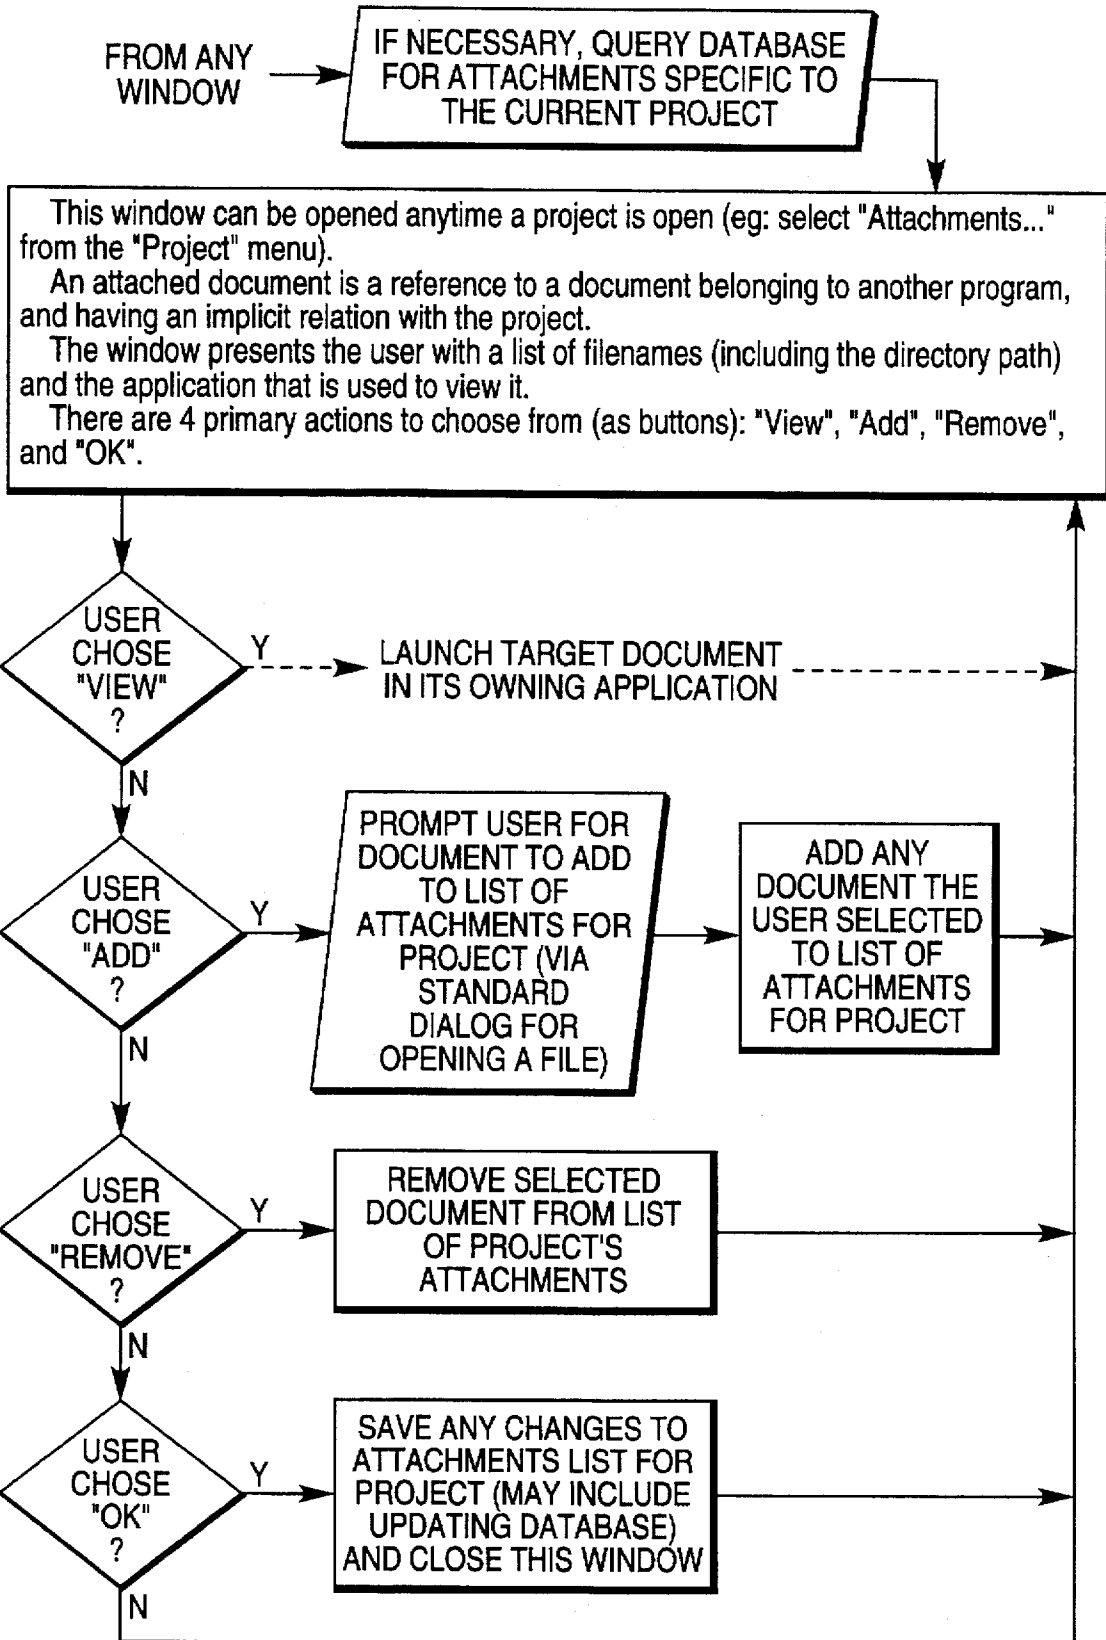 FROM ANY
WINDOW
IF NECESSARY, QUERY DATABASE
FOR ATTACHMENTS SPECIFIC TO
THE CURRENT PROJECT
This window can be opened anytime a project is open (eg: select "Attachments..."
from the "Project" menu).
An attached document is a reference to a document belonging to another program,
and having an implicit relation with the project.
The window presents the user with a list of filenames (including the directory path)
and the application that is used to view it.
There are 4 primary actions to choose from (as buttons): "View", "Add", "Remove",
and "OK".
USER
CHOSE
"VIEW"
?
Y
LAUNCH TARGET DOCUMENT
IN ITS OWNING APPLICATION
N
USER
CHOSE
"ADD"
?
Y
PROMPT USER FOR
DOCUMENT TO ADD
TO LIST OF
ATTACHMENTS FOR
PROJECT (VIA
STANDARD
DIALOG FOR
OPENING A FILE)
ADD ANY
DOCUMENT THE
USER SELECTED
TO LIST OF
ATTACHMENTS
FOR PROJECT
N
USER
CHOSE
"REMOVE"
?
Y
REMOVE SELECTED
DOCUMENT FROM LIST
OF PROJECT'S
ATTACHMENTS
N
USER
CHOSE
"OK"
?
Y
SAVE ANY CHANGES TO
ATTACHMENTS LIST FOR
PROJECT (MAY INCLUDE
UPDATING DATABASE)
AND CLOSE THIS WINDOW
N